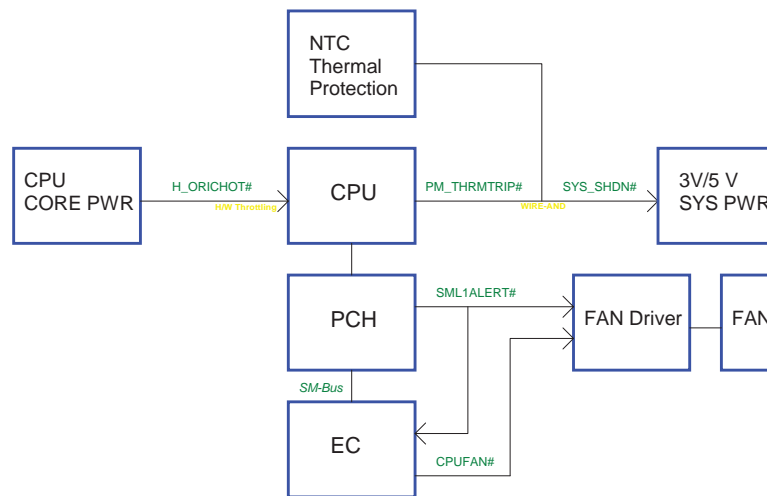 NTC
Thermal
Protection
CPU
CORE PWR
H_ORICHOT#
H/W Throttling
CPU
PM_THRMTRIP#
WIRE-AND
SYS_SHDN#
3V/5 V
SYS PWR
PCH
SML1ALERT#
FAN Driver
FAN
SM-Bus
EC
CPUFAN#